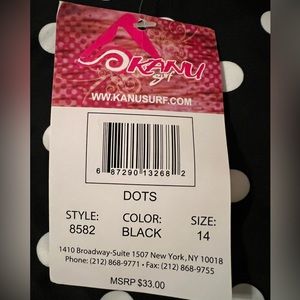 KANU
surf
WWW.KANUSURF.COM
6 87290 13268 2
DOTS
STYLE: COLOR: SIZE:
8582 BLACK 14
1410 Broadway-Suite 1507 New York, NY 10018
Phone: (212) 868-9771 • Fax: (212) 868-9755
MSRP $33.00